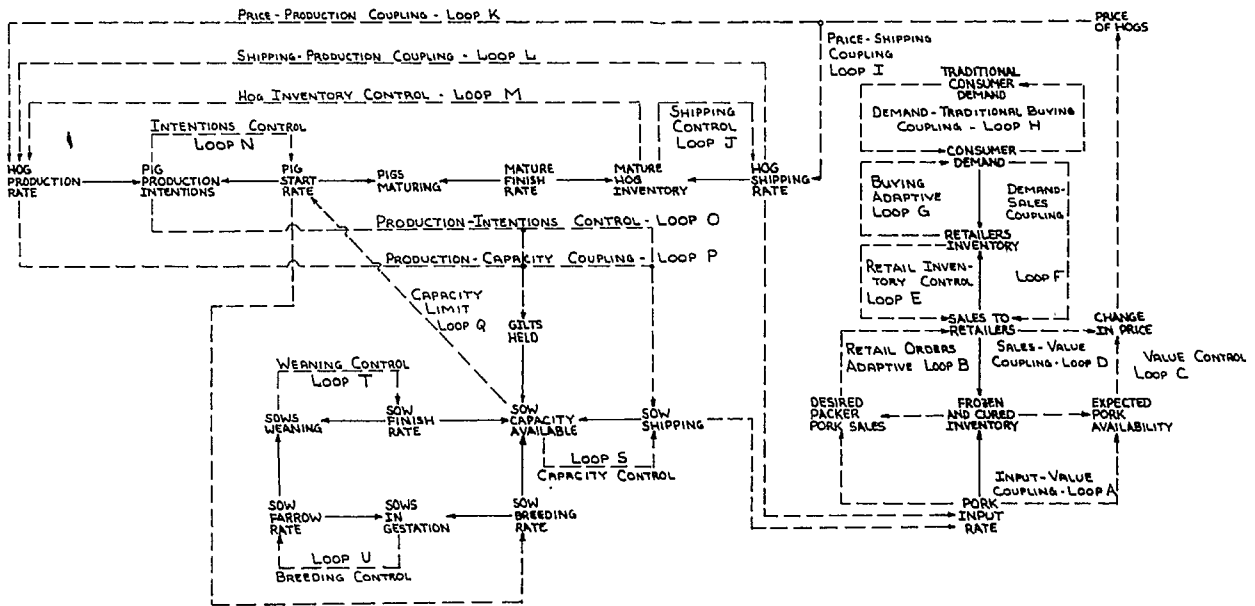 PRICE-PRODUCTION COUPLING - LOOP K
PRICE
OF HOGS
SHIPPING-PRODUCTION COUPLING - LOOP L
PRICE-SHIPPING
COUPLING
LOOP I
HOG INVENTORY CONTROL - LOOP M
TRADITIONAL
CONSUMER
DEMAND
INTENTIONS CONTROL
LOOP N
SHIPPING
CONTROL
LOOP J
DEMAND-TRADITIONAL BUYING
COUPLING - LOOP H
HOG
PRODUCTION
RATE
PIG
PRODUCTION
INTENTIONS
PIG
START
RATE
PIGS
MATURING
MATURE
FINISH
RATE
MATURE
HOG
INVENTORY
HOG
SHIPPING
RATE
CONSUMER
DEMAND
BUYING
ADAPTIVE
LOOP G
DEMAND-
SALES
COUPLING
PRODUCTION-INTENTIONS CONTROL - LOOP O
RETAILERS
INVENTORY
PRODUCTION-CAPACITY COUPLING - LOOP P
RETAIL INVEN-
TORY CONTROL
LOOP E
LOOP F
CAPACITY
LIMIT
LOOP Q
GILTS
HELD
SALES TO
RETAILERS
CHANGE
IN PRICE
RETAIL ORDERS
ADAPTIVE LOOP B
SALES-VALUE
COUPLING-LOOP D
VALUE CONTROL
LOOP C
WEANING CONTROL
LOOP T
SOWS
WEANING
SOW
FINISH
RATE
SOW
CAPACITY
AVAILABLE
SOW
SHIPPING
DESIRED
PACKER
PORK SALES
FROZEN
AND CURED
INVENTORY
EXPECTED
PORK
AVAILABILITY
LOOP S
CAPACITY CONTROL
INPUT-VALUE
COUPLING-LOOP A
SOW
FARROW
RATE
SOWS
IN
GESTATION
SOW
BREEDING
RATE
PORK
INPUT
RATE
LOOP U
BREEDING CONTROL